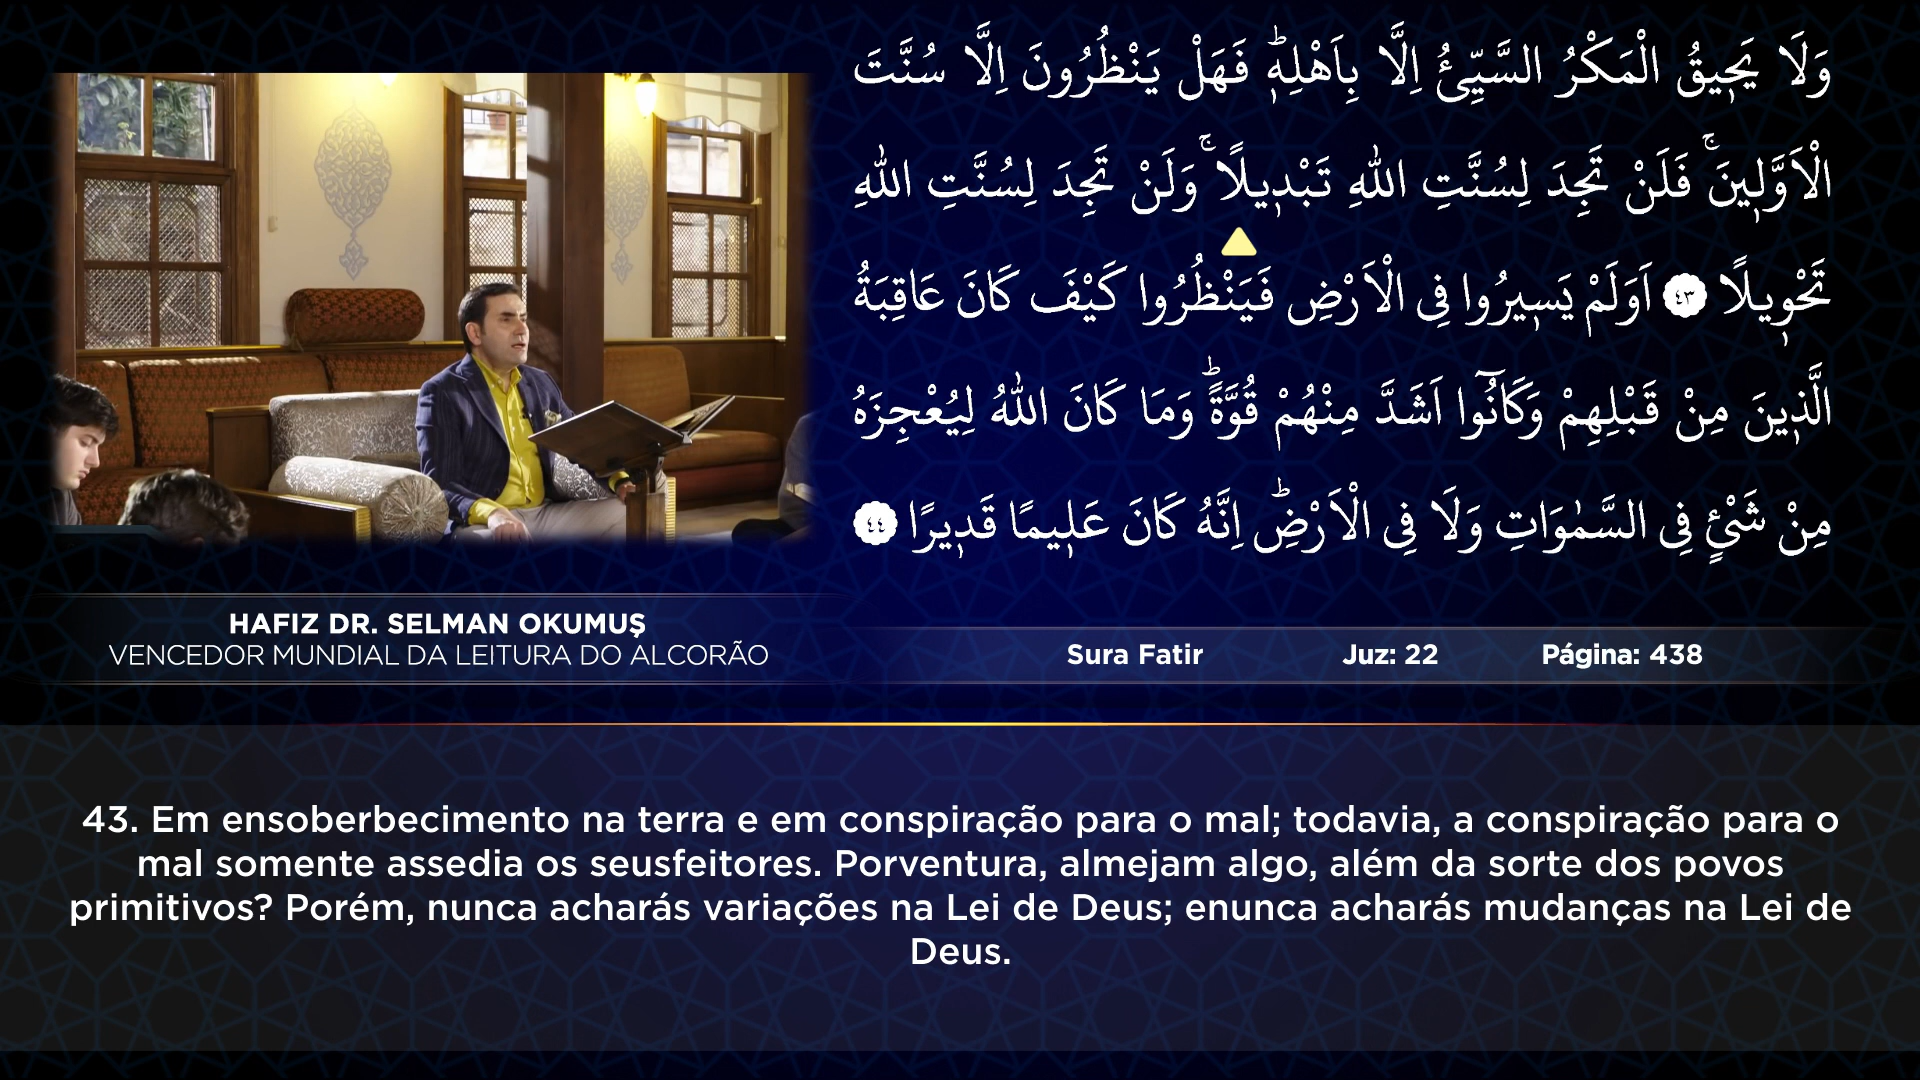 وَلَا يَحٖيقُ الْمَكْرُ السَّيِّئُ اِلَّا بِاَهْلِهٖؕ فَهَلْ يَنْظُرُونَ اِلَّا سُنَّتَ
الْاَوَّلٖينَۚ فَلَنْ تَجِدَ لِسُنَّتِ اللّٰهِ تَبْدٖيلًاۚ وَلَنْ تَجِدَ لِسُنَّتِ اللّٰهِ
تَحْوٖيلًا ﴿٤٣﴾ اَوَلَمْ يَسٖيرُوا فِى الْاَرْضِ فَيَنْظُرُوا كَيْفَ كَانَ عَاقِبَةُ
الَّذٖينَ مِنْ قَبْلِهِمْ وَكَانُٓوا اَشَدَّ مِنْهُمْ قُوَّةًؕ وَمَا كَانَ اللّٰهُ لِيُعْجِزَهُ
مِنْ شَیْءٍ فِى السَّمٰوَاتِ وَلَا فِى الْاَرْضِؕ اِنَّهُ كَانَ عَلٖيمًا قَدٖيرًا ﴿٤٤﴾
HAFIZ DR. SELMAN OKUMUŞ
VENCEDOR MUNDIAL DA LEITURA DO ALCORÃO
Sura Fatir Juz: 22 Página: 438
43. Em ensoberbecimento na terra e em conspiração para o mal; todavia, a conspiração para o
mal somente assedia os seusfeitores. Porventura, almejam algo, além da sorte dos povos
primitivos? Porém, nunca acharás variações na Lei de Deus; enunca acharás mudanças na Lei de
Deus.